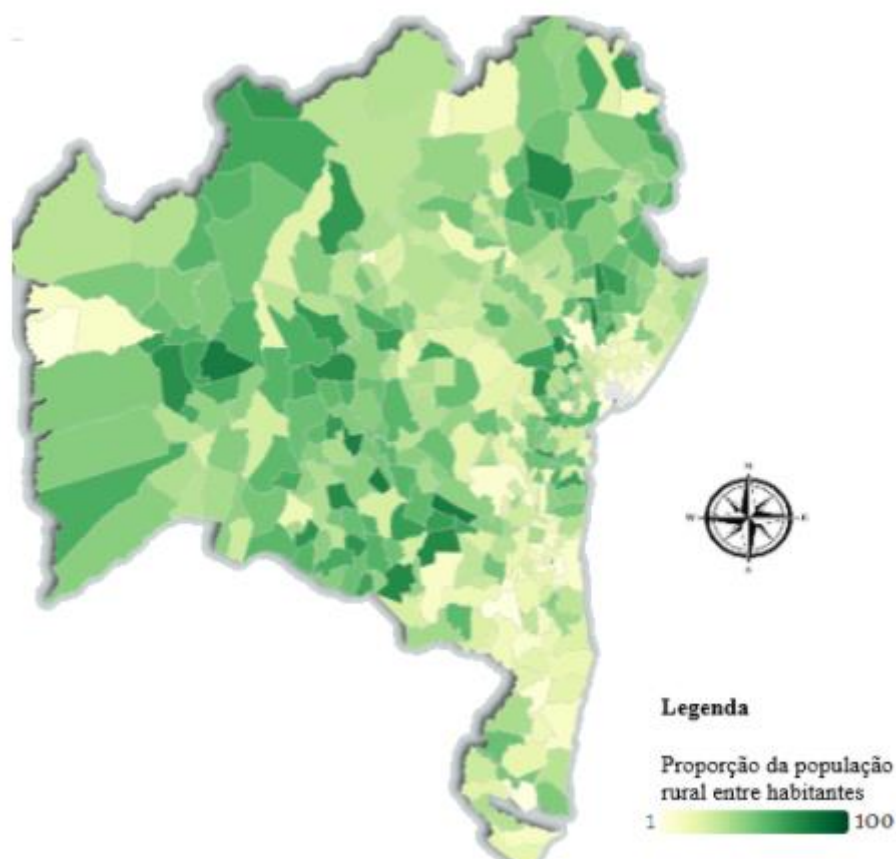 N
W
E
S
Legenda
Proporção da população
rural entre habitantes
1 100